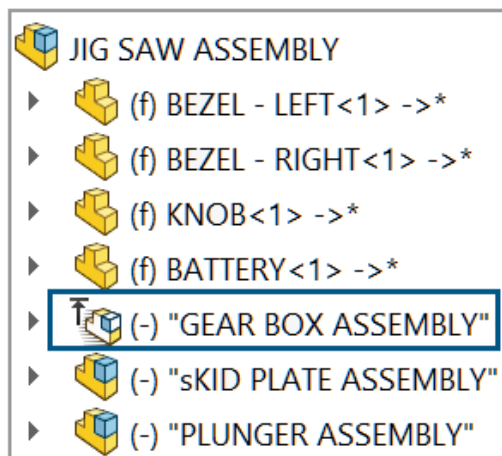 JIG SAW ASSEMBLY
(f) BEZEL - LEFT<1> ->*
(f) BEZEL - RIGHT<1> ->*
(f) KNOB<1> ->*
(f) BATTERY<1> ->*
(-) "GEAR BOX ASSEMBLY"
(-) "sKID PLATE ASSEMBLY"
(-) "PLUNGER ASSEMBLY"